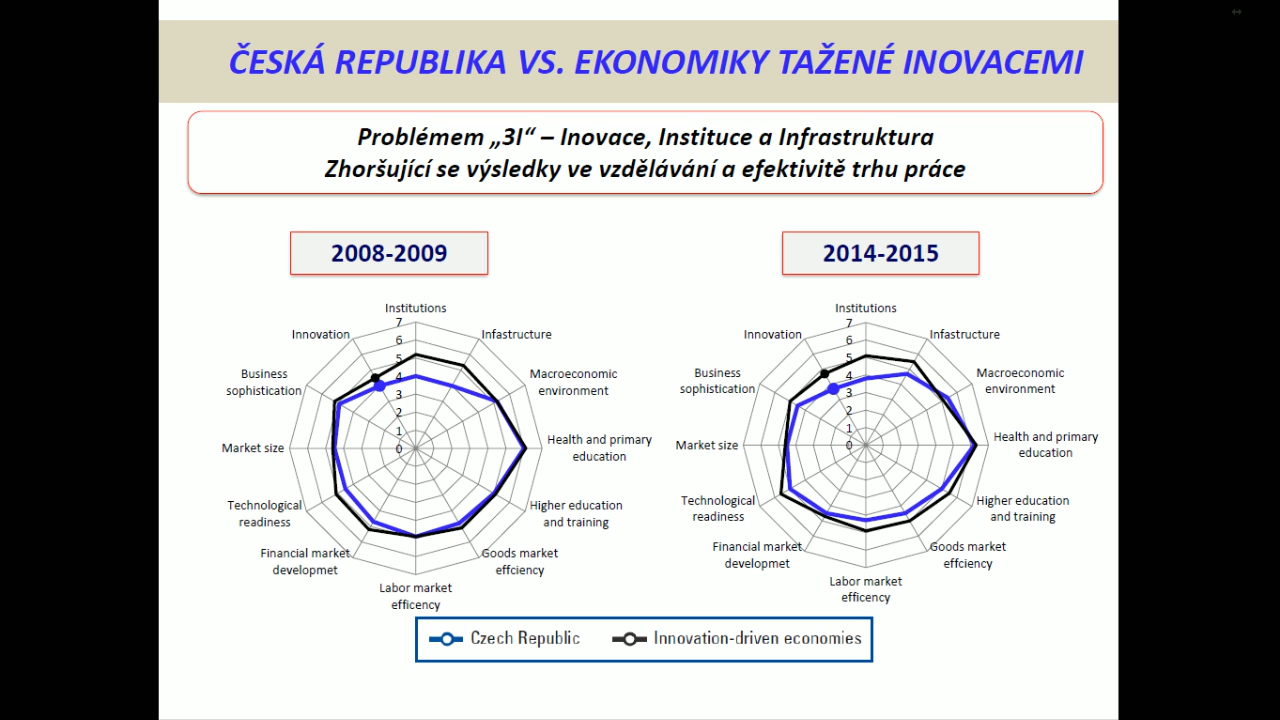 ČESKÁ REPUBLIKA VS. EKONOMIKY TAŽENÉ INOVACEMI
Problémem „3I“ – Inovace, Instituce a Infrastruktura
Zhoršující se výsledky ve vzdělávání a efektivitě trhu práce
2008-2009
Institutions
Infastructure
Macroeconomic
environment
Health and primary
education
Higher education
and training
Goods market
effciency
Labor market
efficency
Financial market
developmet
Technological
readiness
Market size
Business
sophistication
Innovation
7
6
5
4
3
2
1
0
2014-2015
Institutions
Infastructure
Macroeconomic
environment
Health and primary
education
Higher education
and training
Goods market
effciency
Labor market
effcency
Financial market
developmet
Technological
readiness
Market size
Business
sophistication
Innovation
7
6
5
4
3
2
1
0
Czech Republic
Innovation-driven economies